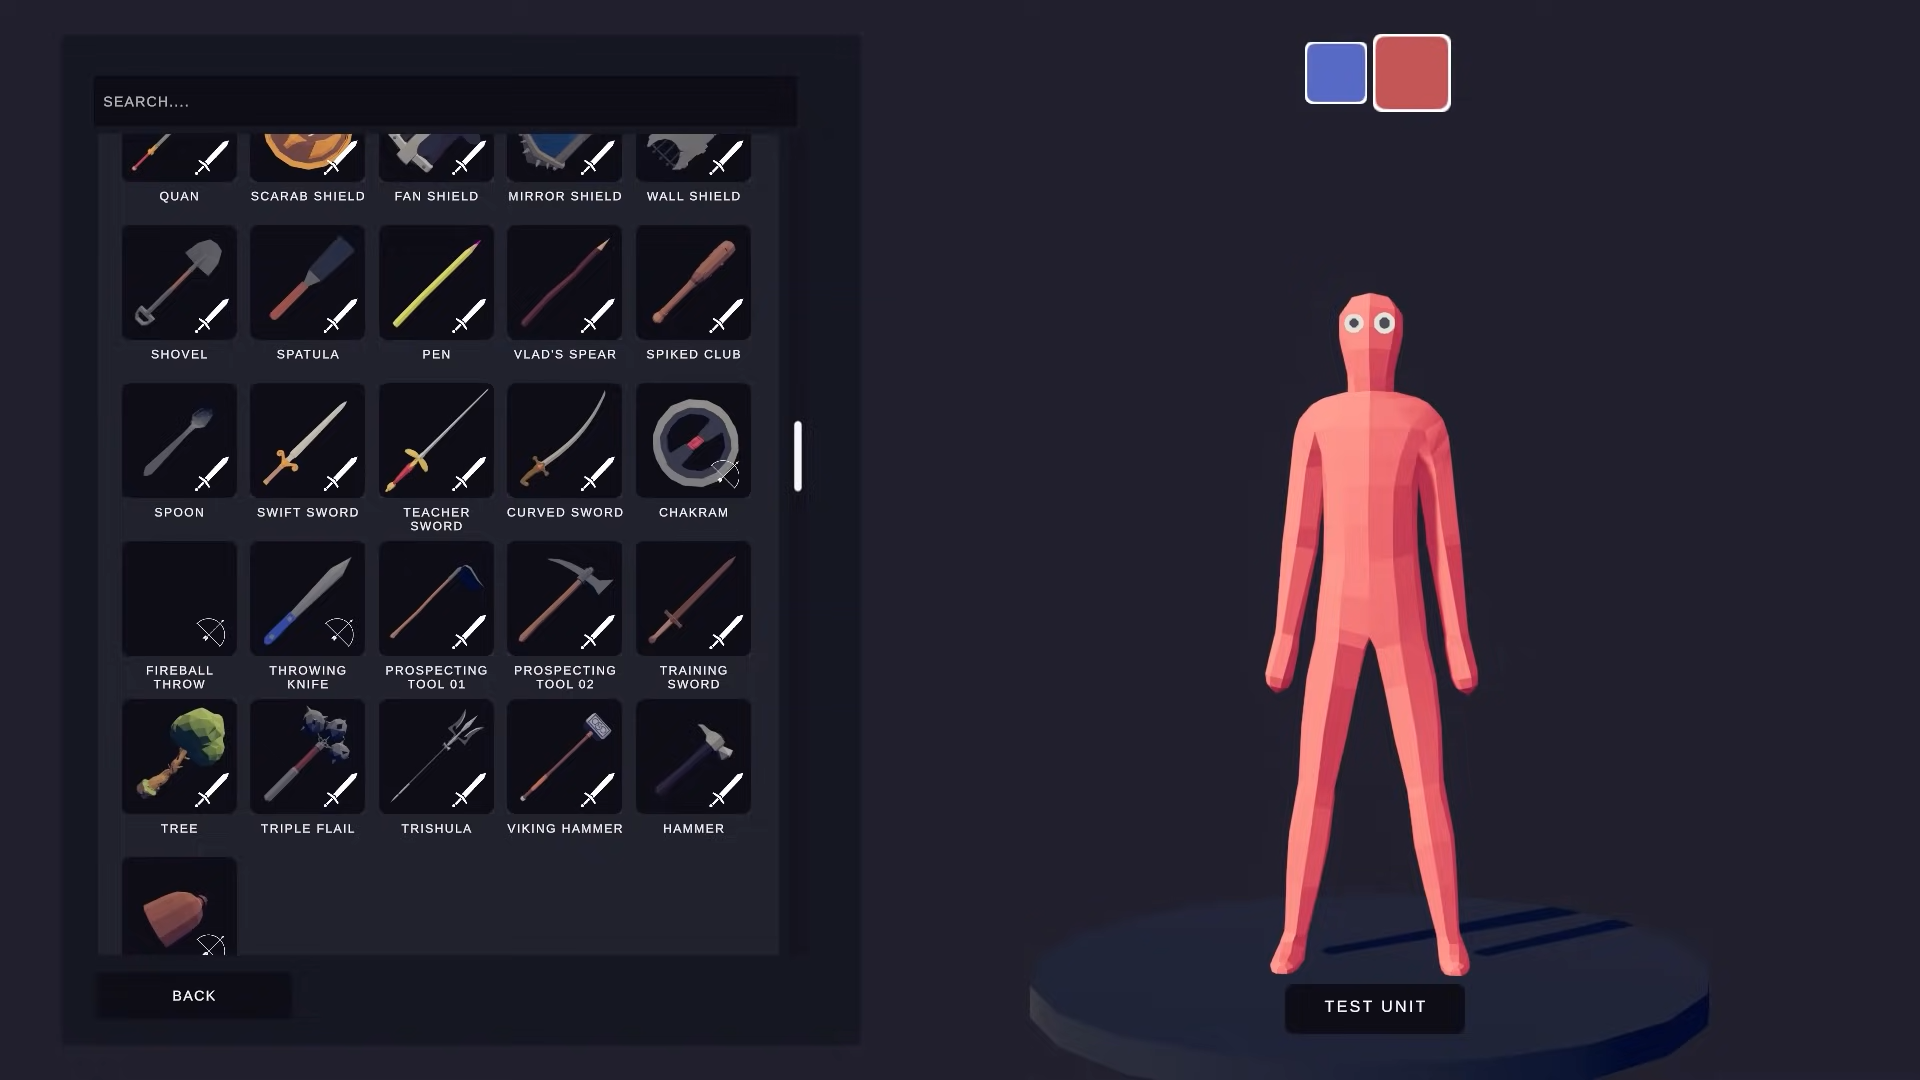 SEARCH....
QUAN
SCARAB SHIELD
FAN SHIELD
MIRROR SHIELD
WALL SHIELD
SHOVEL
SPATULA
PEN
VLAD'S SPEAR
SPIKED CLUB
SPOON
SWIFT SWORD
TEACHER
SWORD
CURVED SWORD
CHAKRAM
FIREBALL
THROW
THROWING
KNIFE
PROSPECTING
TOOL 01
PROSPECTING
TOOL 02
TRAINING
SWORD
TREE
TRIPLE FLAIL
TRISHULA
VIKING HAMMER
HAMMER
BACK
TEST UNIT